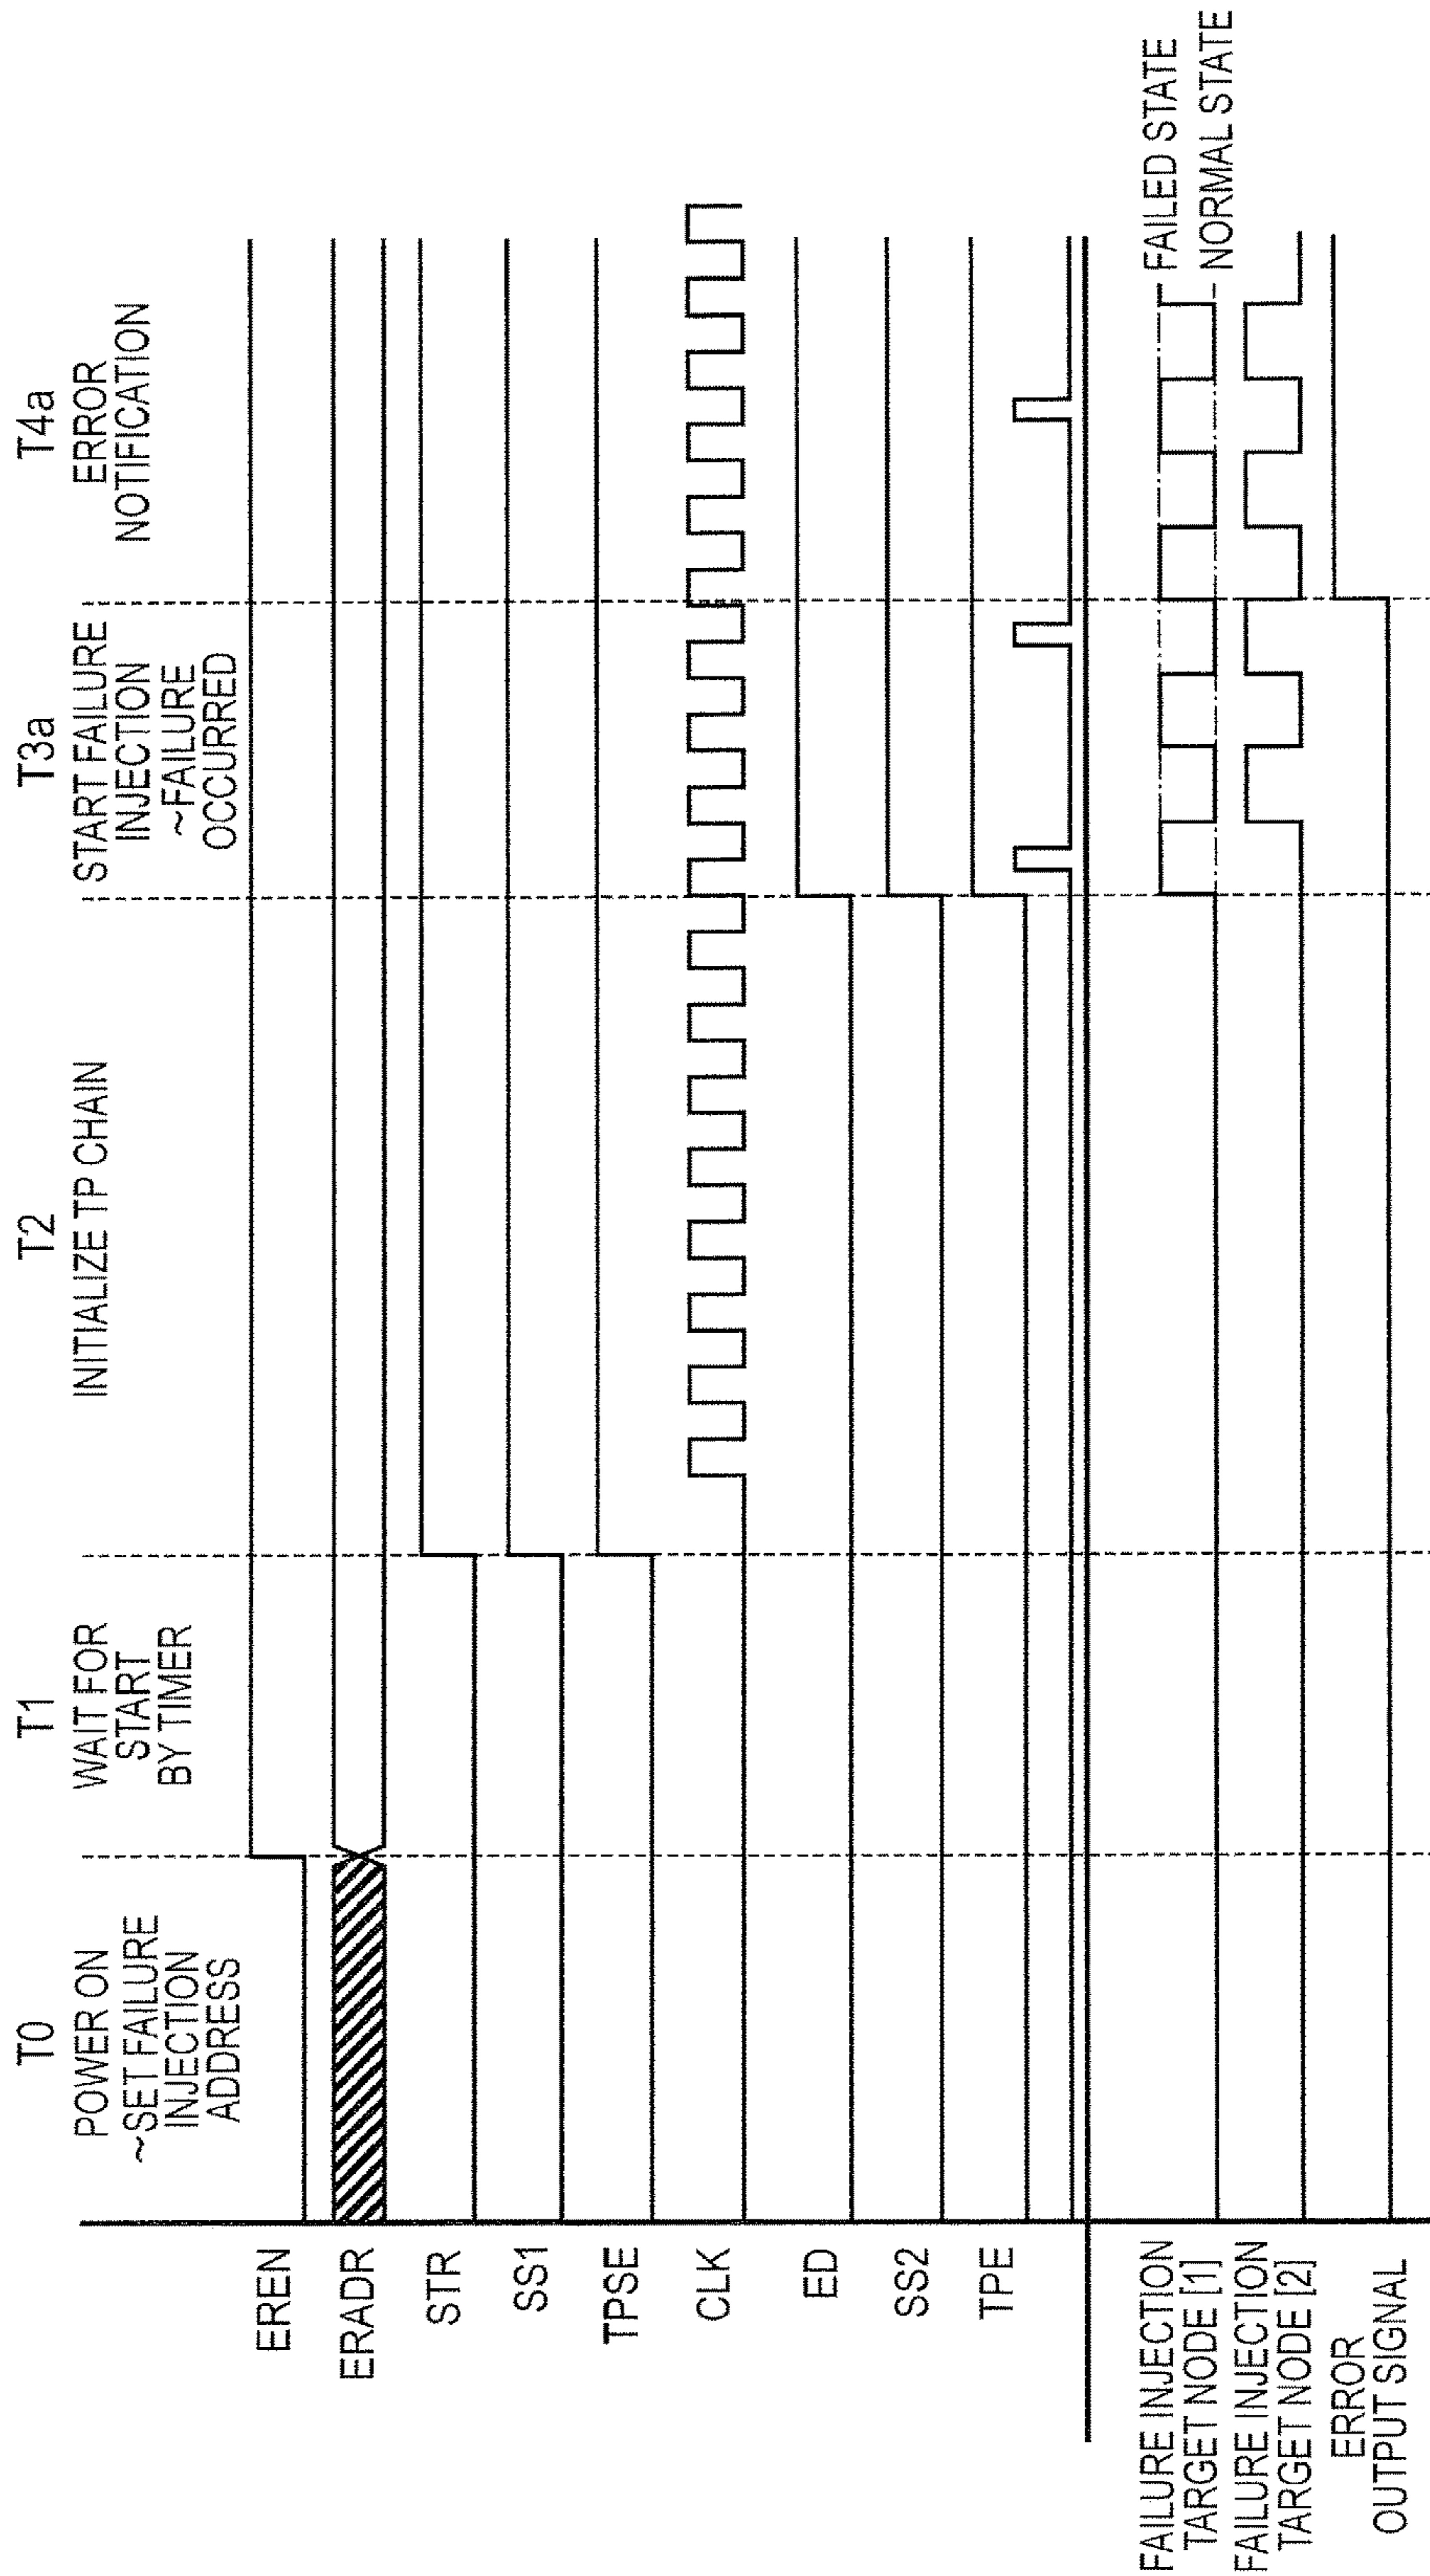 T0
POWER ON
~SET FAILURE
INJECTION
ADDRESS
T1
WAIT FOR
START
BY TIMER
T2
INITIALIZE TP CHAIN
T3a
START FAILURE
INJECTION
~FAILURE
OCCURRED
T4a
ERROR
NOTIFICATION
EREN
ERADR
STR
SS1
TPSE
CLK
ED
SS2
TPE
FAILURE INJECTION
TARGET NODE [1]
FAILED STATE
NORMAL STATE
FAILURE INJECTION
TARGET NODE [2]
ERROR
OUTPUT SIGNAL